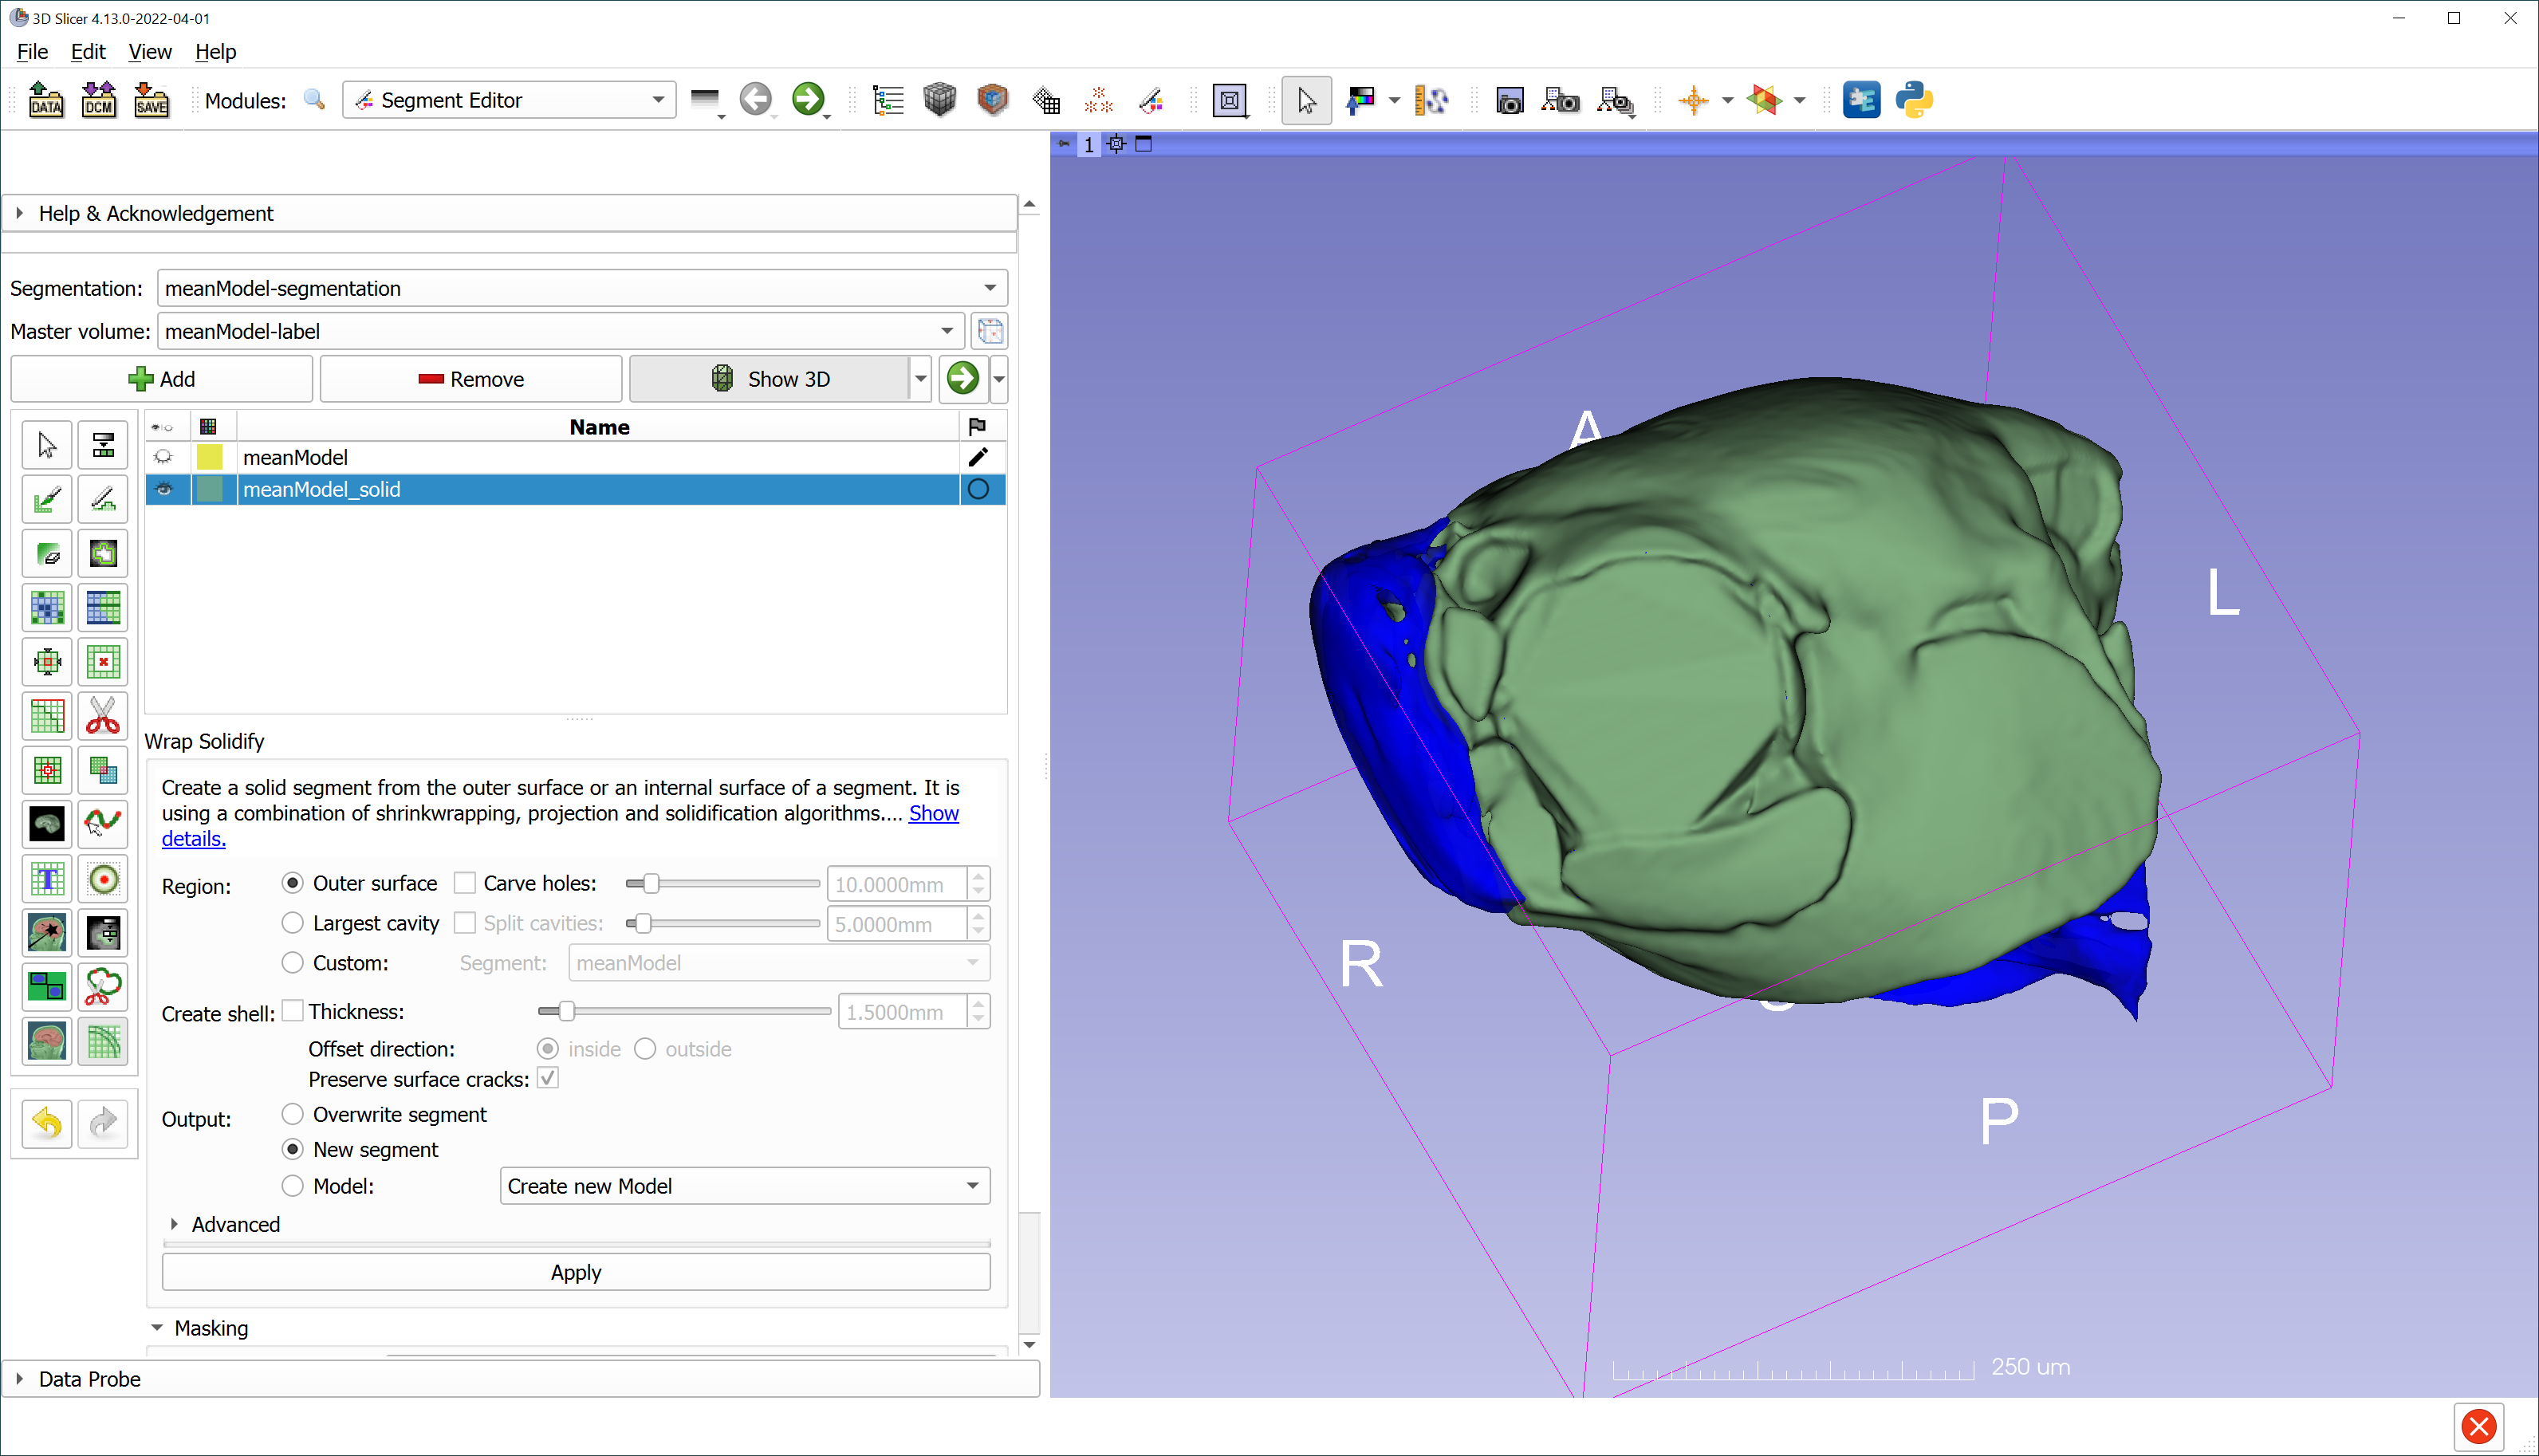 3D Slicer 4.13.0-2022-04-01
File Edit View Help
DATA DCM SAVE Modules: Segment Editor
1
Help & Acknowledgement
Segmentation: meanModel-segmentation
Master volume: meanModel-label
Add Remove Show 3D
Name
meanModel
meanModel_solid
Wrap Solidify
Create a solid segment from the outer surface or an internal surface of a segment. It is
using a combination of shrinkwrapping, projection and solidification algorithms.... Show
details.
Region: Outer surface Carve holes: 10.0000mm
Largest cavity Split cavities: 5.0000mm
Custom: Segment: meanModel
Create shell: Thickness: 1.5000mm
Offset direction: inside outside
Preserve surface cracks:
Output: Overwrite segment
New segment
Model: Create new Model
Advanced
Apply
Masking
Data Probe
A
L
R
P
250 um